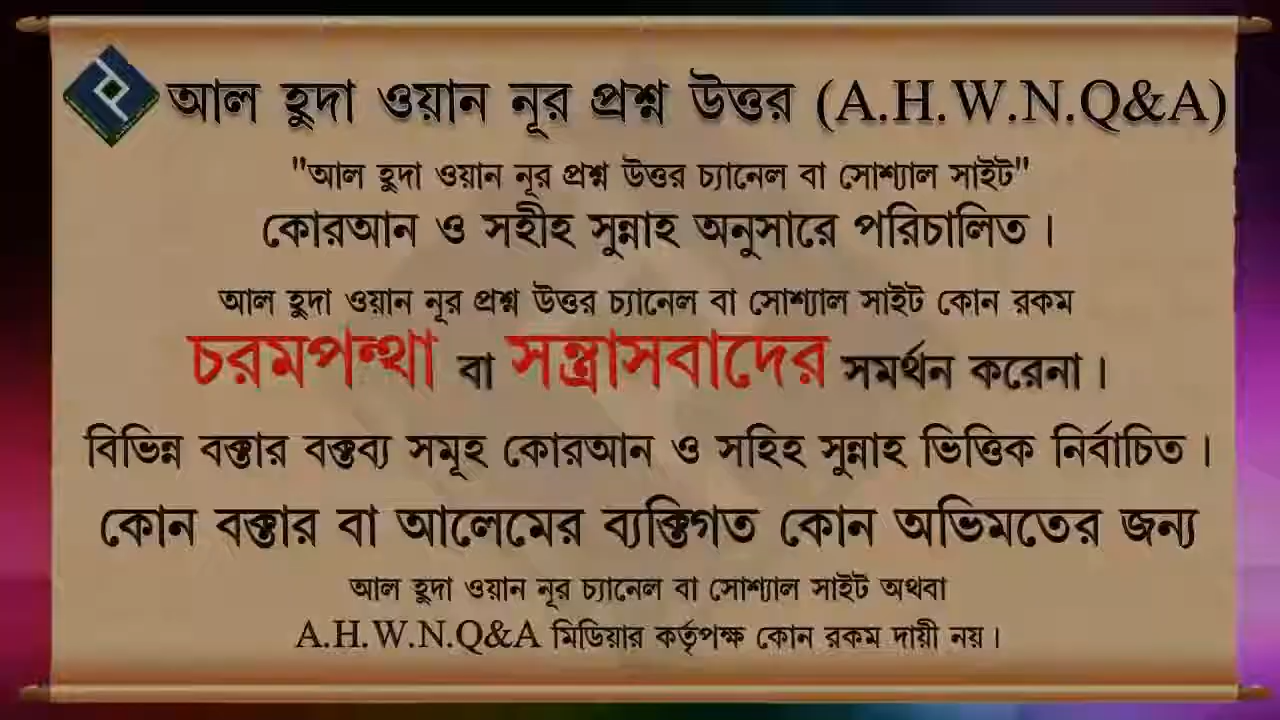 আল হুদা ওয়ান নূর প্রশ্ন উত্তর (A.H.W.N.Q&A)
"আল হুদা ওয়ান নূর প্রশ্ন উত্তর চ্যানেল বা সোশ্যাল সাইট"
কোরআন ও সহীহ সুন্নাহ অনুসারে পরিচালিত ।
আল হুদা ওয়ান নূর প্রশ্ন উত্তর চ্যানেল বা সোশ্যাল সাইট কোন রকম
চরমপন্থা বা সন্ত্রাসবাদের সমর্থন করেনা ।
বিভিন্ন বক্তার বক্তব্য সমূহ কোরআন ও সহিহ সুন্নাহ ভিত্তিক নির্বাচিত ।
কোন বক্তার বা আলেমের ব্যক্তিগত কোন অভিমতের জন্য
আল হুদা ওয়ান নূর চ্যানেল বা সোশ্যাল সাইট অথবা
A.H.W.N.Q&A মিডিয়ার কর্তৃপক্ষ কোন রকম দায়ী নয় ।